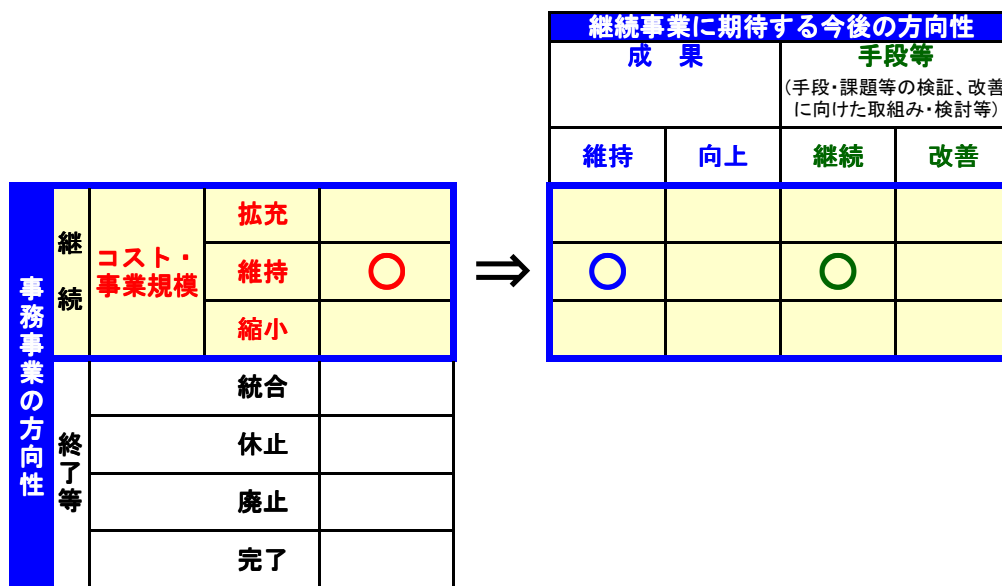 継続事業に期待する今後の方向性
成 果
手段等
(手段・課題等の検証、改善
に向けた取組み・検討等)
維持
向上
継続
改善
事務事業の方向性
継続
コスト・
事業規模
拡充
維持
○
⇒
○
○
縮小
終了等
統合
休止
廃止
完了